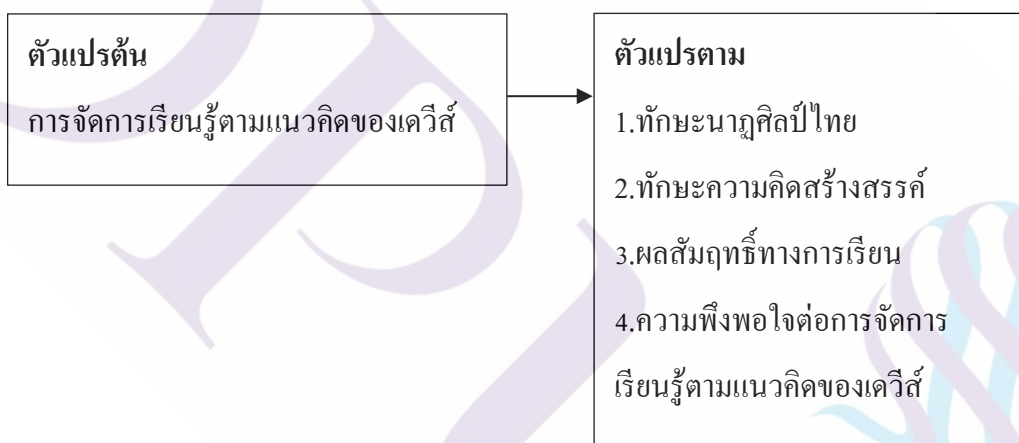 ตัวแปรต้น
การจัดการเรียนรู้ตามแนวคิดของเดวีส์
ตัวแปรตาม
1.ทักษะนาฏศิลป์ไทย
2.ทักษะความคิดสร้างสรรค์
3.ผลสัมฤทธิ์ทางการเรียน
4.ความพึงพอใจต่อการจัดการ
เรียนรู้ตามแนวคิดของเดวีส์